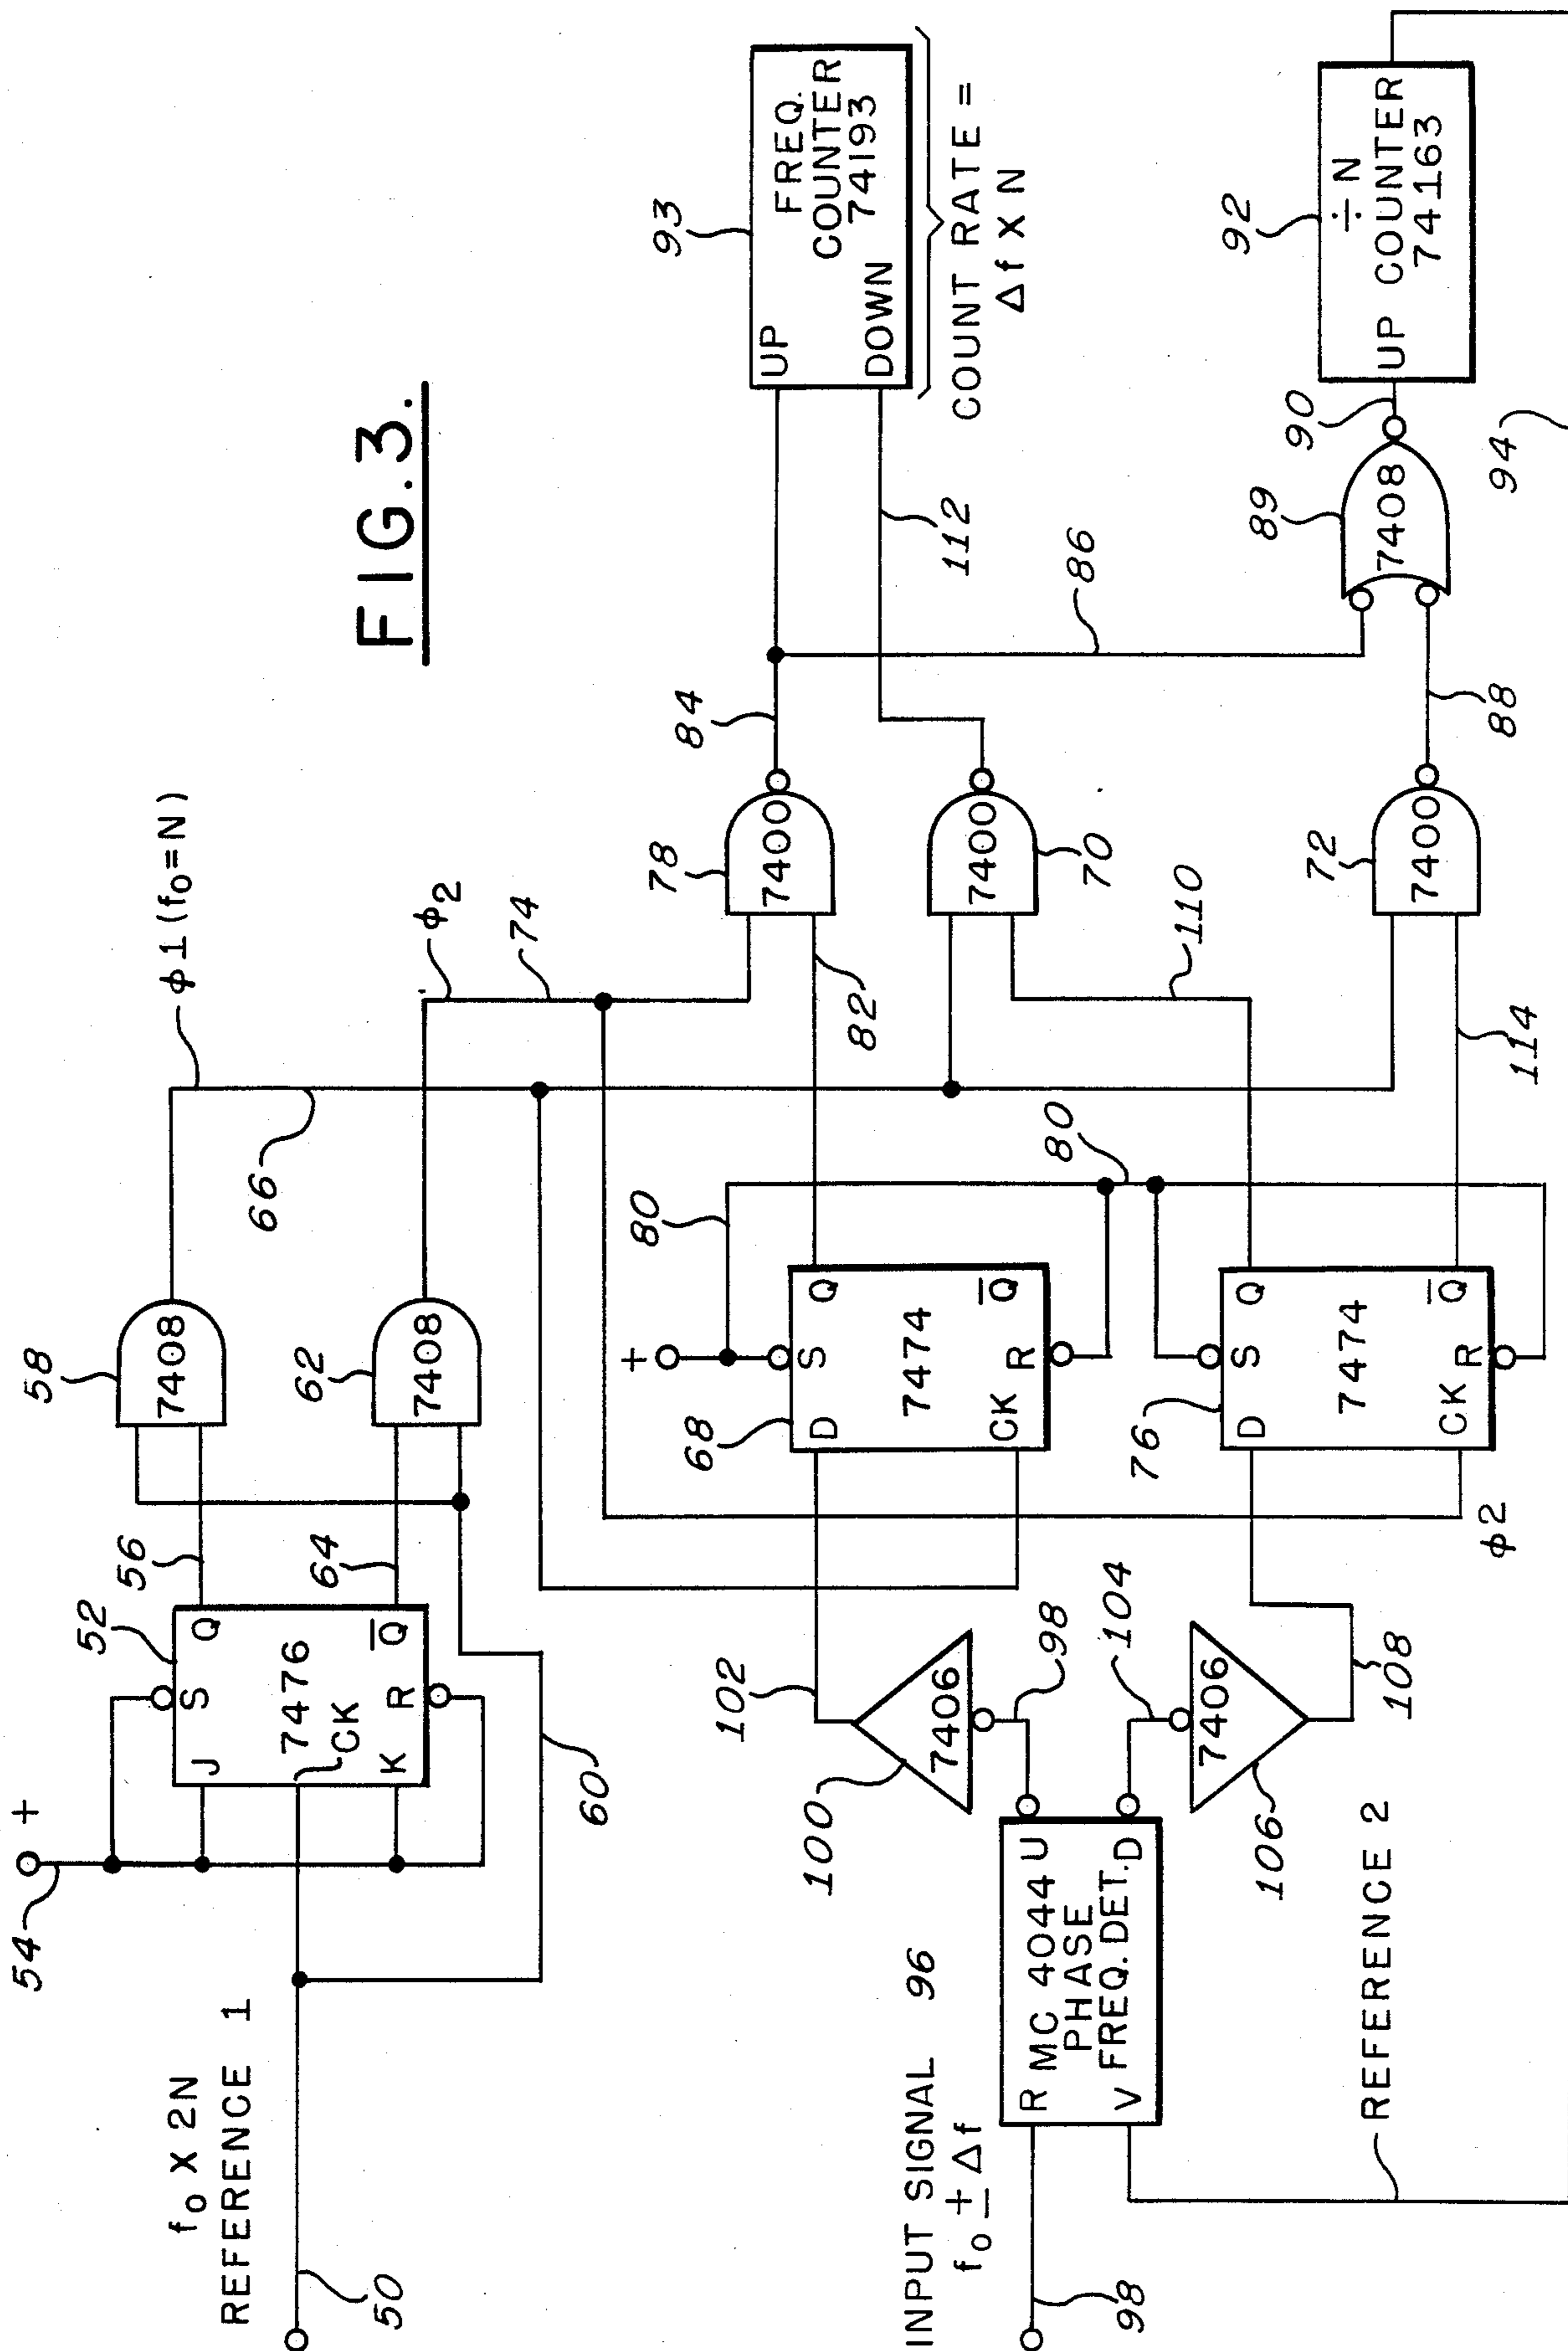 FIG.3.
54
+
f₀ X 2N
REFERENCE 1
50
52
S
J
Q
7476
CK
K
R
Q̅
56
64
60
58
7408
62
7408
66
ϕ1 (f₀=N)
ϕ2
74
INPUT SIGNAL 96
f₀ ± Δf
98
R MC 4044 U
PHASE
V FREQ. DET. D
98
100
7406
102
104
7406
106
108
REFERENCE 2
+
80
68
D
S
Q
7474
CK
R
Q̅
80
76
D
S
Q
7474
CK
R
Q̅
ϕ2
82
110
114
78
7400
84
7400
70
72
7400
112
86
88
93
UP
FREQ.
COUNTER
74193
DOWN
COUNT RATE =
Δf X N
89
7408
90
92
÷ N
UP COUNTER
74163
94